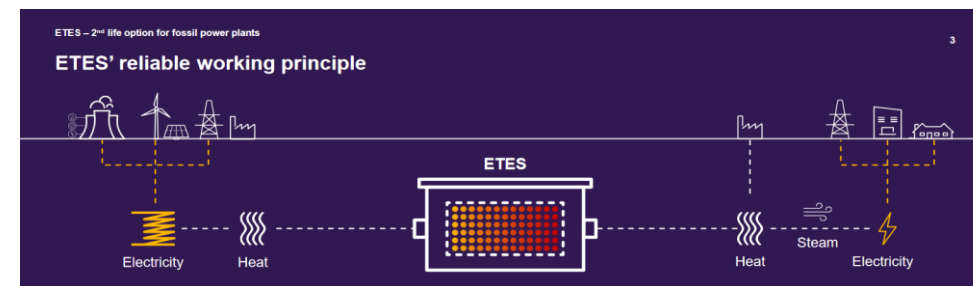 ETES – 2nd life option for fossil power plants
3
ETES’ reliable working principle
ETES
Electricity
Heat
Heat
Steam
Electricity